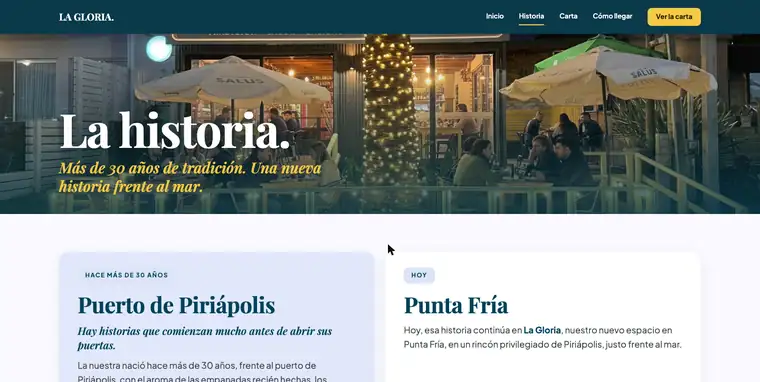 LA GLORIA.
Inicio
Historia
Carta
Cómo llegar
Ver la carta
SALUS
SALUS
La historia.
Más de 30 años de tradición. Una nueva
historia frente al mar.
HACE MÁS DE 30 AÑOS
Puerto de Piriápolis
Hay historias que comienzan mucho antes de abrir sus
puertas.
La nuestra nació hace más de 30 años, frente al puerto de
Piriápolis, con el aroma de las empanadas recién hechas, los
HOY
Punta Fría
Hoy, esa historia continúa en La Gloria, nuestro nuevo espacio en
Punta Fría, en un rincón privilegiado de Piriápolis, justo frente al mar.